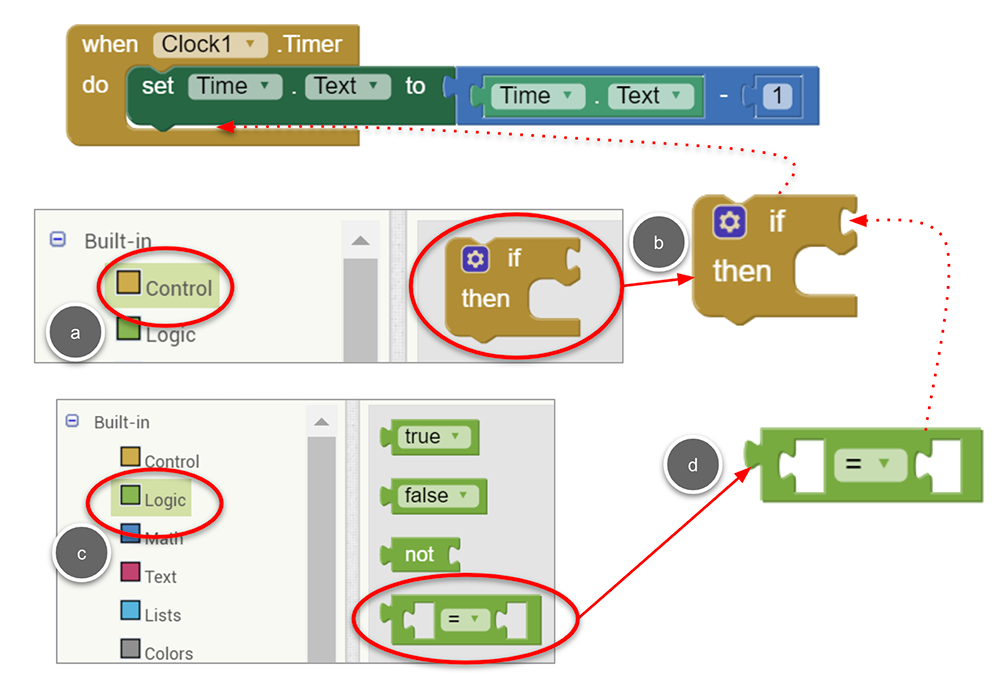 when Clock1 .Timer
do set Time . Text to Time . Text - 1
Built-in
Control
Logic
a
if
then
b
if
then
Built-in
Control
Logic
Math
Text
Lists
Colors
c
true
false
not
=
d
=